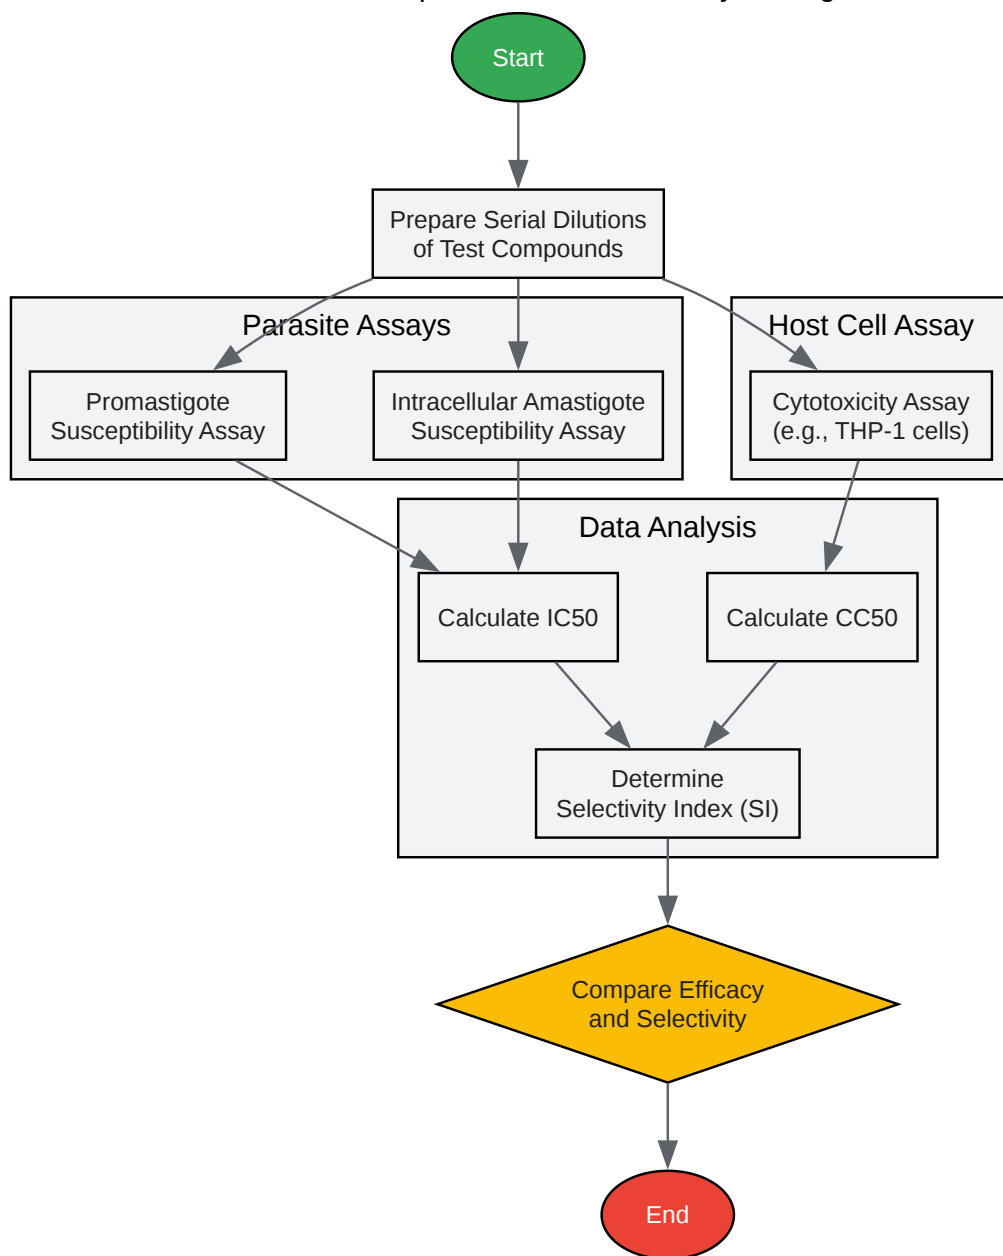 Start
Prepare Serial Dilutions
of Test Compounds
Parasite Assays
Host Cell Assay
Promastigote
Susceptibility Assay
Intracellular Amastigote
Susceptibility Assay
Cytotoxicity Assay
(e.g., THP-1 cells)
Data Analysis
Calculate IC50
Calculate CC50
Determine
Selectivity Index (SI)
Compare Efficacy
and Selectivity
End